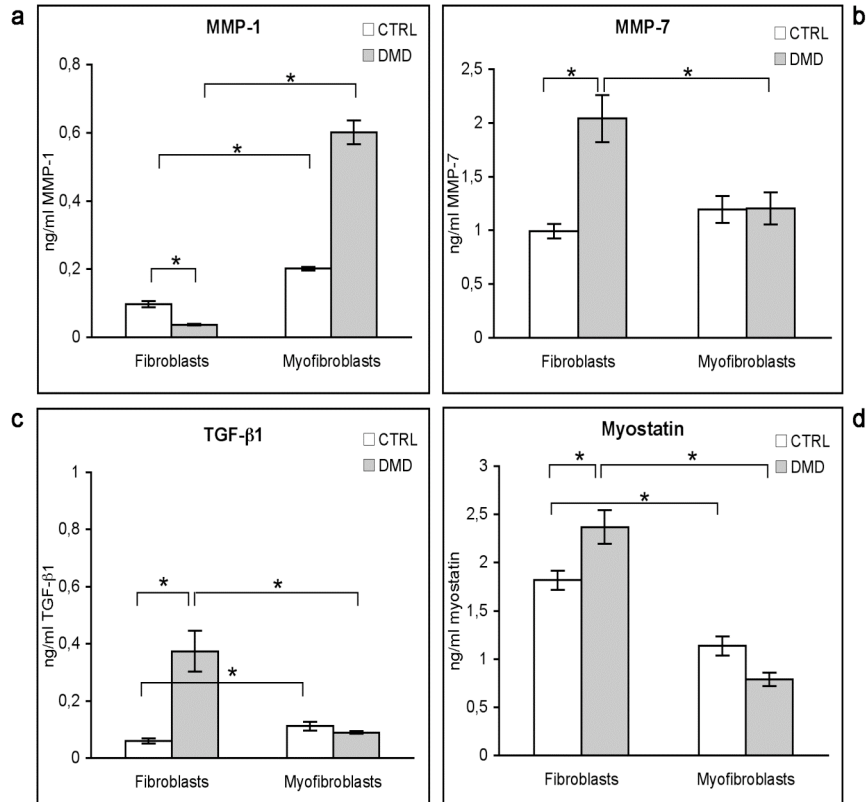 a
MMP-1
CTRL
DMD
ng/ml MMP-1
0,8
0,6
0,4
0,2
0
*
*
*
Fibroblasts Myofibroblasts
b
MMP-7
CTRL
DMD
ng/ml MMP-7
2,5
2
1,5
1
0,5
0
*
*
Fibroblasts Myofibroblasts
c
TGF-β1
CTRL
DMD
ng/ml TGF-β1
1
0,8
0,6
0,4
0,2
0
*
*
*
Fibroblasts Myofibroblasts
d
Myostatin
CTRL
DMD
ng/ml myostatin
3
2,5
2
1,5
1
0,5
0
*
*
*
Fibroblasts Myofibroblasts